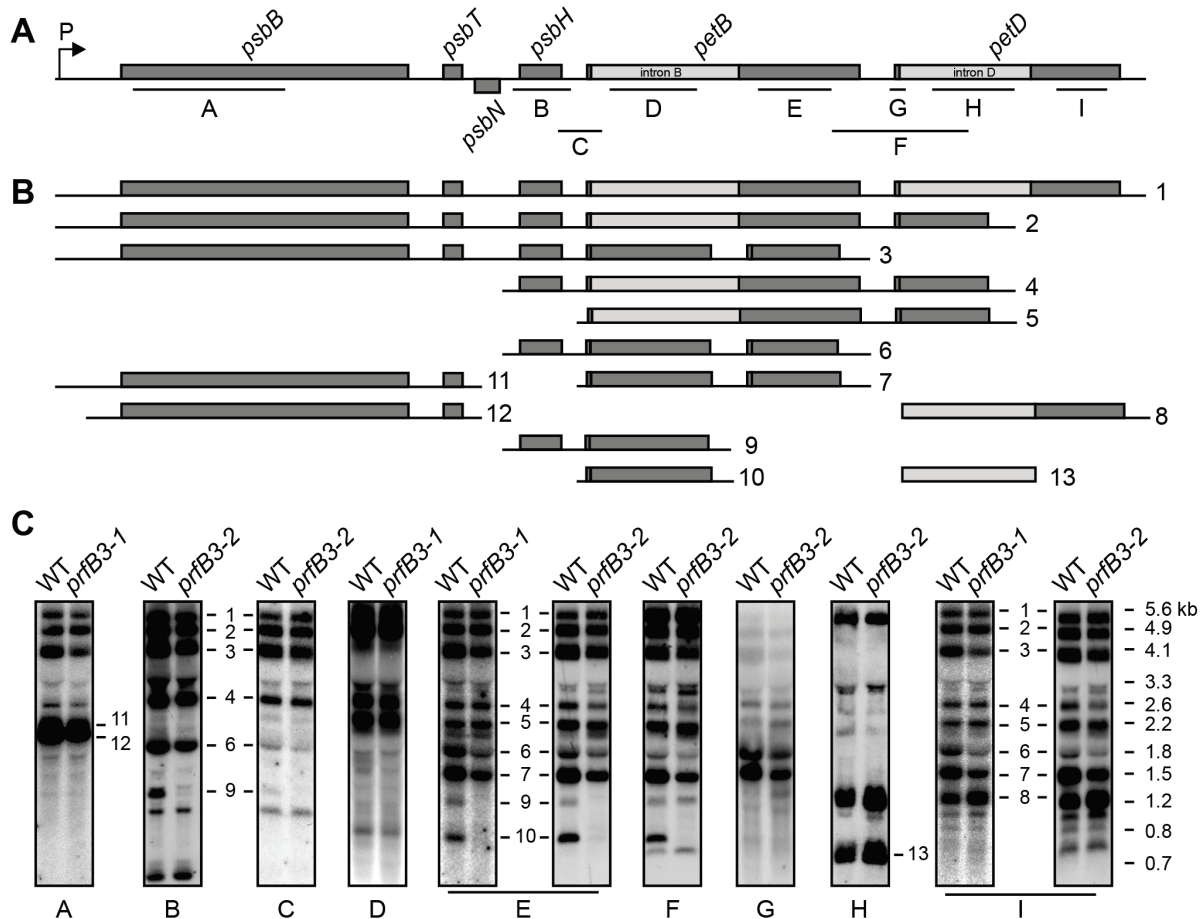 A
P
psbB
psbT
psbH
petB
petD
intron B
intron D
psbN
A
B
D
E
G
H
I
C
F
B
1
2
3
4
5
6
11
7
12
8
9
10
13
C
WT prfB3-1
WT prfB3-2
WT prfB3-2
WT prfB3-1
WT prfB3-1
WT prfB3-2
WT prfB3-2
WT prfB3-2
WT prfB3-2
WT prfB3-1
WT prfB3-2
11
12
1
2
3
4
6
9
1
2
3
4
5
6
7
9
10
13
1
2
3
4
5
6
7
8
5.6 kb
4.9
4.1
3.3
2.6
2.2
1.8
1.5
1.2
0.8
0.7
A
B
C
D
E
F
G
H
I